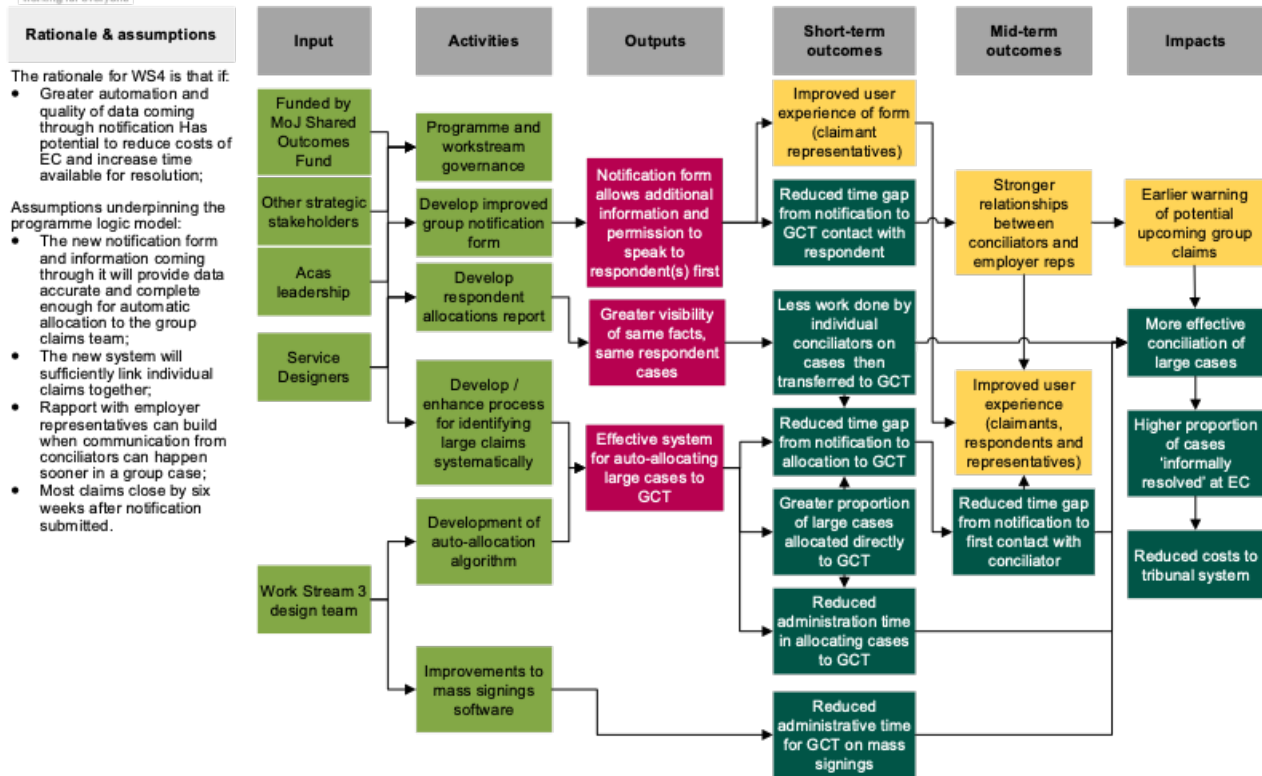 Rationale & assumptions
The rationale for WS4 is that if:
• Greater automation and
quality of data coming
through notification Has
potential to reduce costs of
EC and increase time
available for resolution;
Assumptions underpinning the
programme logic model:
• The new notification form
and information coming
through it will provide data
accurate and complete
enough for automatic
allocation to the group
claims team;
• The new system will
sufficiently link individual
claims together;
• Rapport with employer
representatives can build
when communication from
conciliators can happen
sooner in a group case;
• Most claims close by six
weeks after notification
submitted.
Input
Funded by
MoJ Shared
Outcomes
Fund
Other strategic
stakeholders
Acas
leadership
Service
Designers
Work Stream 3
design team
Activities
Programme and
workstream
governance
Develop improved
group notification
form
Develop
respondent
allocations report
Develop /
enhance process
for identifying
large claims
systematically
Development of
auto-allocation
algorithm
Improvements to
mass signings
software
Outputs
Notification form
allows additional
information and
permission to
speak to
respondent(s) first
Greater visibility
of same facts,
same respondent
cases
Effective system
for auto-allocating
large cases to
GCT
Short-term
outcomes
Improved user
experience of form
(claimant
representatives)
Reduced time gap
from notification to
GCT contact with
respondent
Less work done by
individual
conciliators on
cases then
transferred to GCT
Reduced time gap
from notification to
allocation to GCT
Greater proportion
of large cases
allocated directly
to GCT
Reduced
administration time
in allocating cases
to GCT
Reduced
administrative time
for GCT on mass
signings
Mid-term
outcomes
Stronger
relationships
between
conciliators and
employer reps
Improved user
experience
(claimants,
respondents and
representatives)
Reduced time gap
from notification to
first contact with
conciliator
Impacts
Earlier warning
of potential
upcoming group
claims
More effective
conciliation of
large cases
Higher proportion
of cases
'informally
resolved' at EC
Reduced costs to
tribunal system